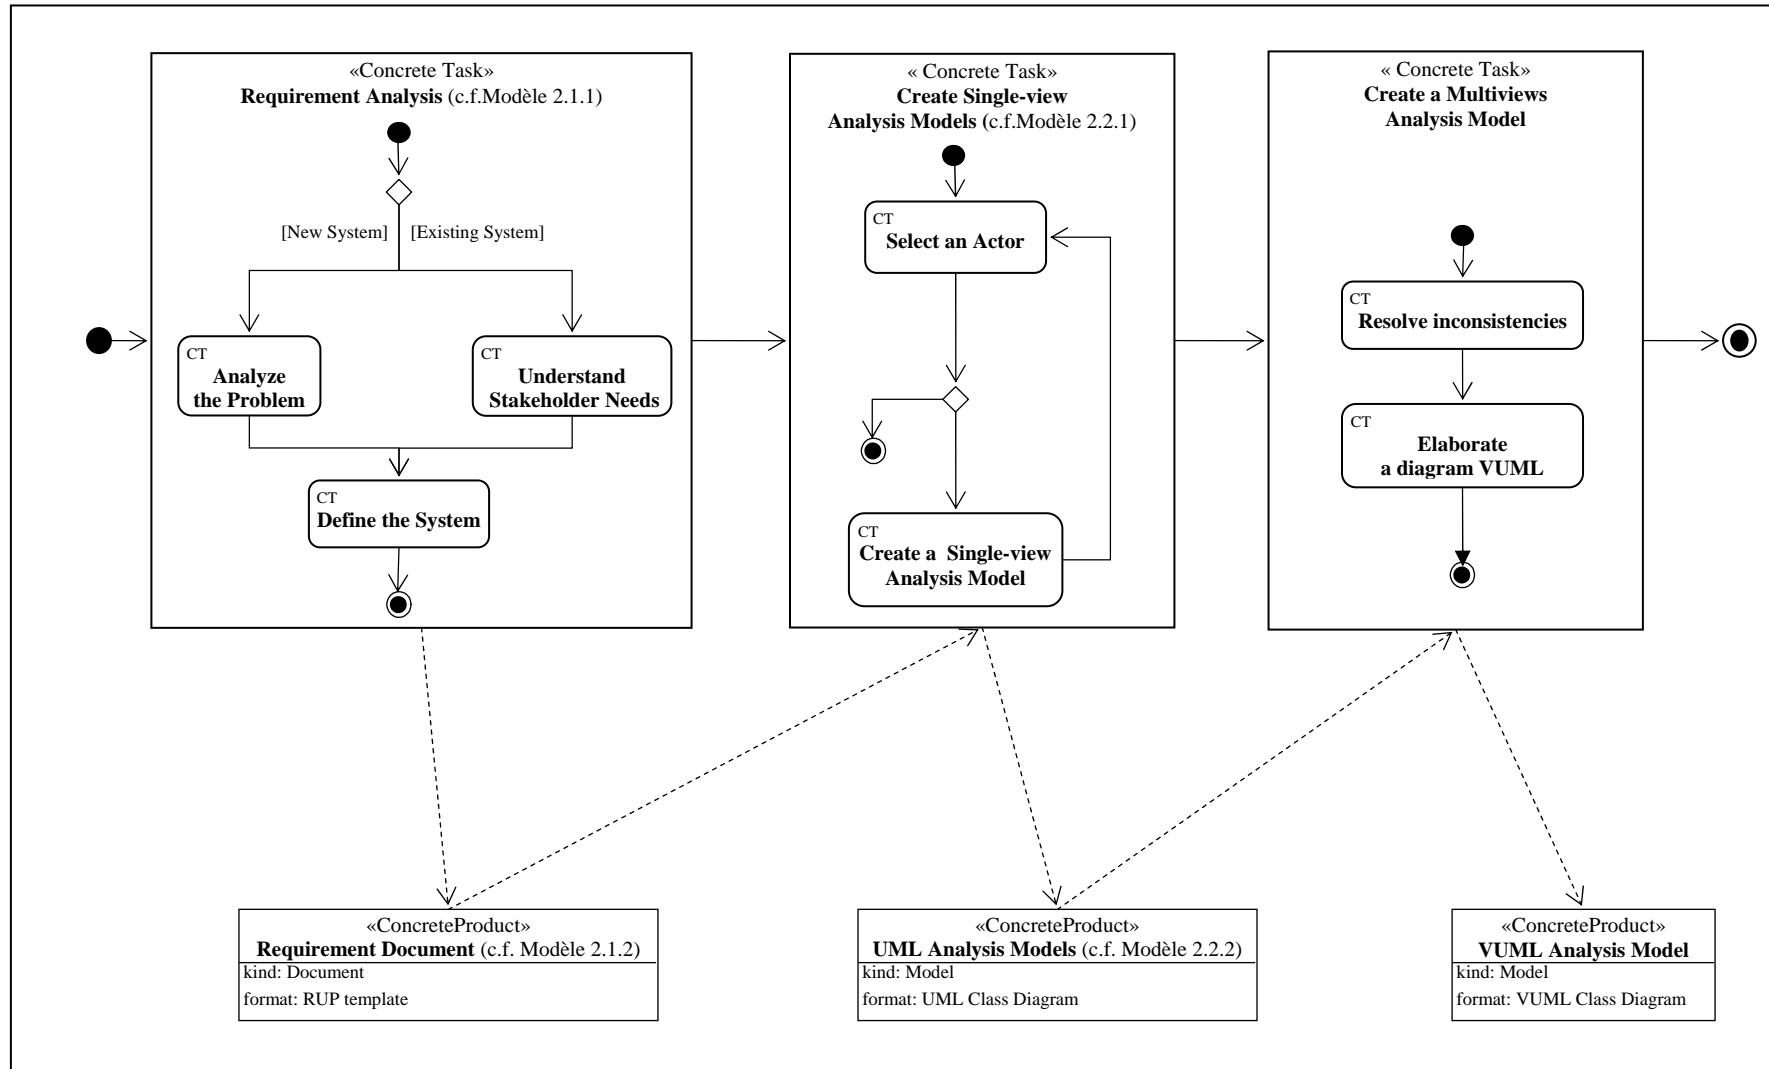 «Concrete Task»
Requirement Analysis (c.f.Modèle 2.1.1)
[New System]
[Existing System]
CT
Analyze
the Problem
CT
Understand
Stakeholder Needs
CT
Define the System
« Concrete Task»
Create Single-view
Analysis Models (c.f.Modèle 2.2.1)
CT
Select an Actor
CT
Create a  Single-view
Analysis Model
« Concrete Task»
Create a Multiviews
Analysis Model
CT
Resolve inconsistencies
CT
Elaborate
a diagram VUML
«ConcreteProduct»
Requirement Document (c.f. Modèle 2.1.2)
kind: Document
format: RUP template
«ConcreteProduct»
UML Analysis Models (c.f. Modèle 2.2.2)
kind: Model
format: UML Class Diagram
«ConcreteProduct»
VUML Analysis Model
kind: Model
format: VUML Class Diagram